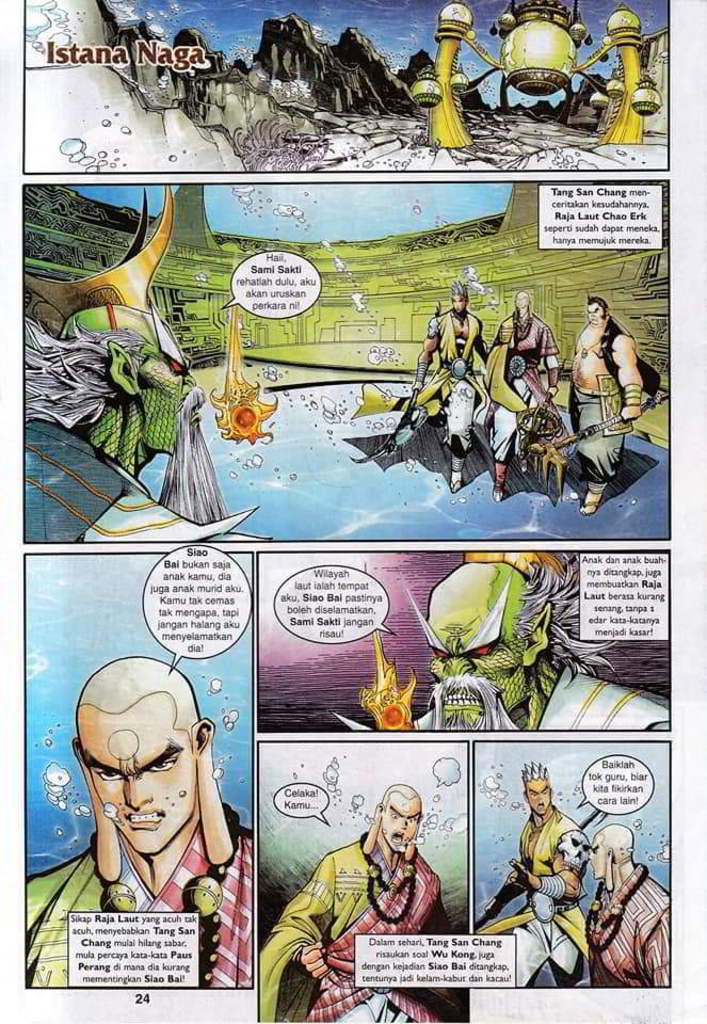 Istana Naga
Tang San Chang men-
ceritakan kesudahannya,
Raja Laut Chao Erk
seperti sudah dapat meneka,
hanya memujuk mereka.
Haii,
Sami Sakti
rehatlah dulu, aku
akan uruskan
perkara ni!
Siao
Bai bukan saja
anak kamu, dia
juga anak murid aku.
Kamu tak cemas
tak mengapa, tapi
jangan halang aku
menyelamatkan
dia!
Sikap Raja Laut yang acuh tak
acuh, menyebabkan Tang San
Chang mulai hilang sabar,
mula percaya kata-kata Paus
Perang di mana dia kurang
mementingkan Siao Bai!
Wilayah
laut ialah tempat
aku, Siao Bai pastinya
boleh diselamatkan,
Sami Sakti jangan
risau!
Anak dan anak buah-
nya ditangkap, juga
membuatkan Raja
Laut berasa kurang
senang, tanpa s
edar kata-katanya
menjadi kasar!
Celaka!
Kamu...
Dalam sehari, Tang San Chang
risaukan soal Wu Kong, juga
dengan kejadian Siao Bai ditangkap,
tentunya jadi kelam-kabut dan kacau!
Baiklah
tok guru, biar
kita fikirkan
cara lain!
24